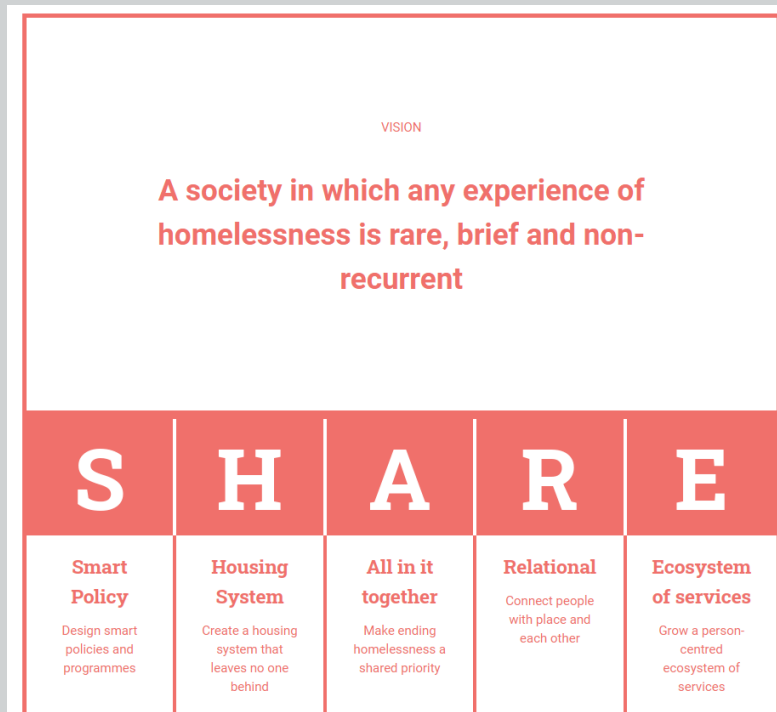 VISION
A society in which any experience of
homelessness is rare, brief and non-
recurrent
S H A R E
Smart
Policy
Design smart
policies and
programmes
Housing
System
Create a housing
system that
leaves no one
behind
All in it
together
Make ending
homelessness a
shared priority
Relational
Connect people
with place and
each other
Ecosystem
of services
Grow a person-
centred
ecosystem of
services